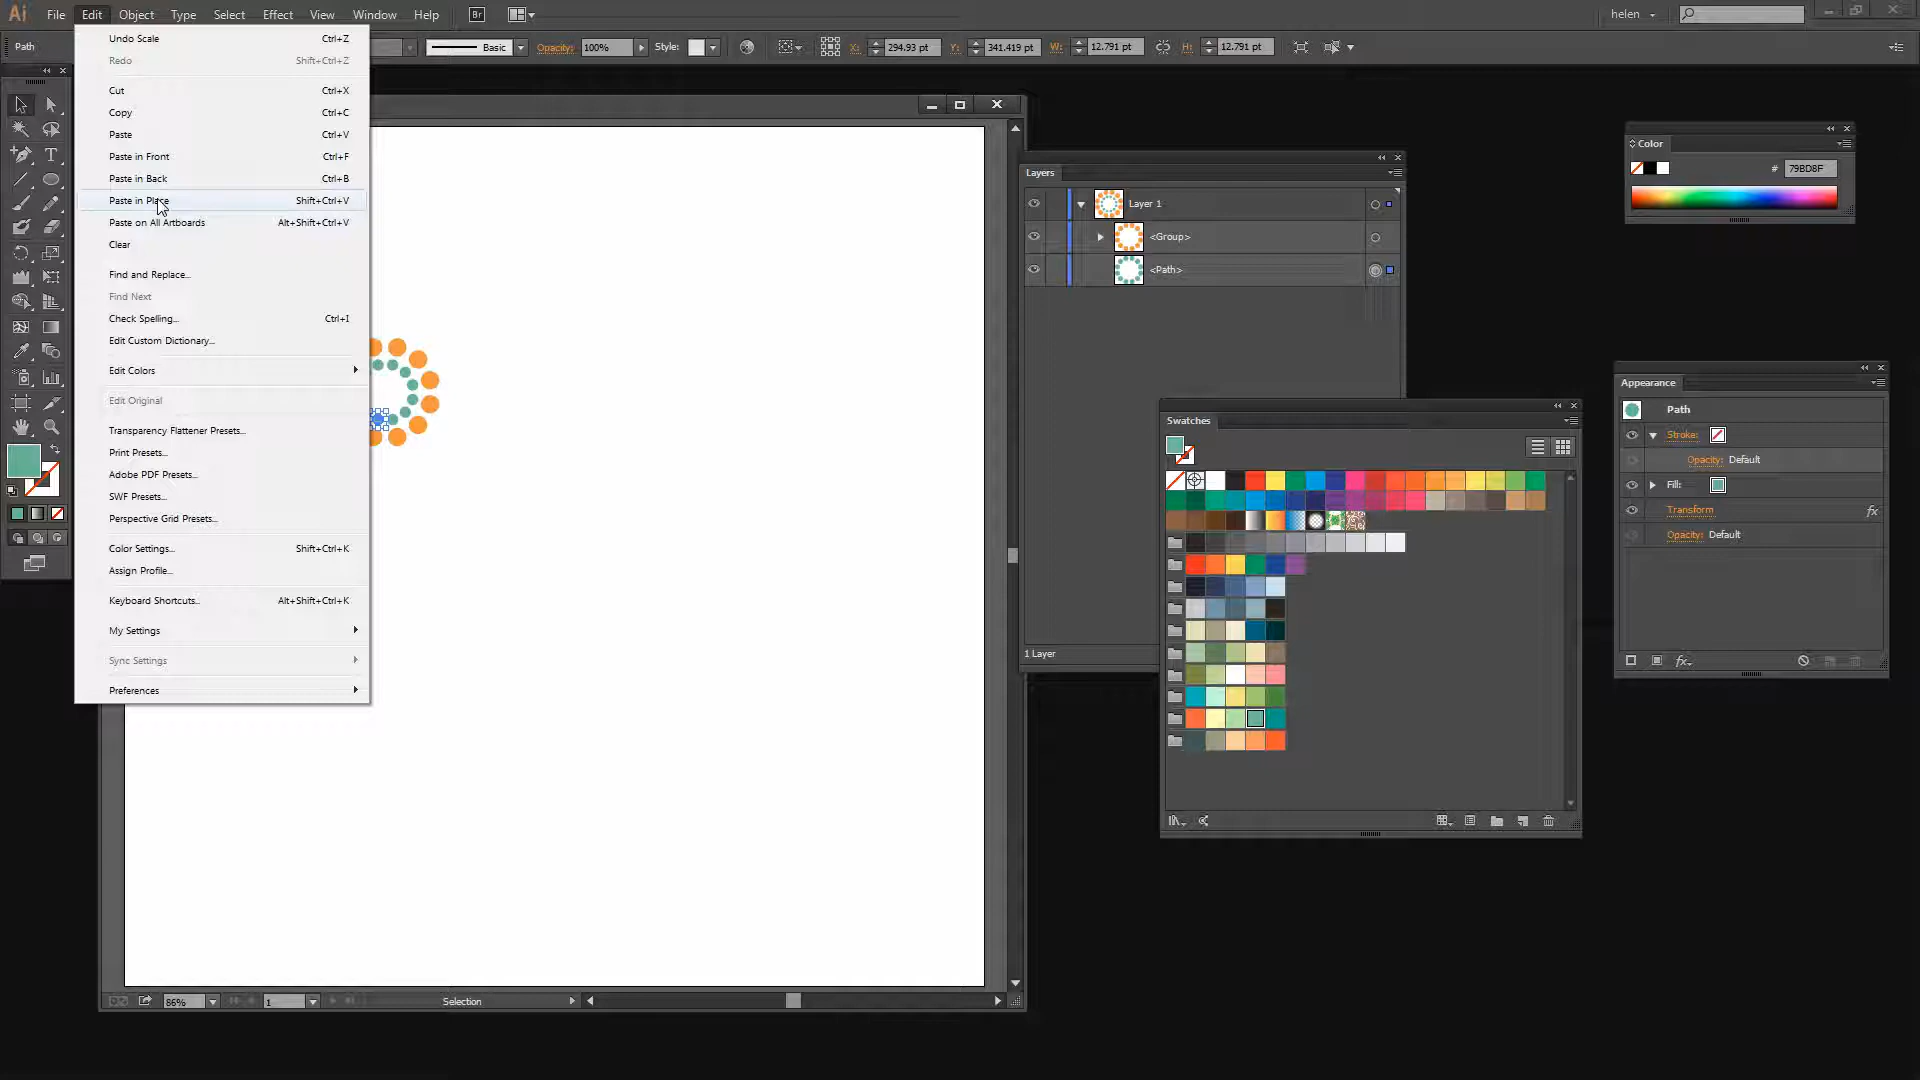 Ai File Edit Object Type Select Effect View Window Help Br helen
Path Basic Opacity: 100% Style: X: 294.93 pt Y: 341.419 pt W: 12.791 pt H: 12.791 pt
Undo Scale Ctrl+Z
Redo Shift+Ctrl+Z
Cut Ctrl+X
Copy Ctrl+C
Paste Ctrl+V
Paste in Front Ctrl+F
Paste in Back Ctrl+B
Paste in Place Shift+Ctrl+V
Paste on All Artboards Alt+Shift+Ctrl+V
Clear
Find and Replace...
Find Next
Check Spelling... Ctrl+I
Edit Custom Dictionary...
Edit Colors
Edit Original
Transparency Flattener Presets...
Print Presets...
Adobe PDF Presets...
SWF Presets...
Perspective Grid Presets...
Color Settings... Shift+Ctrl+K
Assign Profile...
Keyboard Shortcuts... Alt+Shift+Ctrl+K
My Settings
Sync Settings
Preferences
86% 1 Selection
Layers
Layer 1
<Group>
<Path>
1 Layer
Swatches
Color
# 79BD8F
Appearance
Path
Stroke:
Opacity: Default
Fill:
Transform fx
Opacity: Default
fx